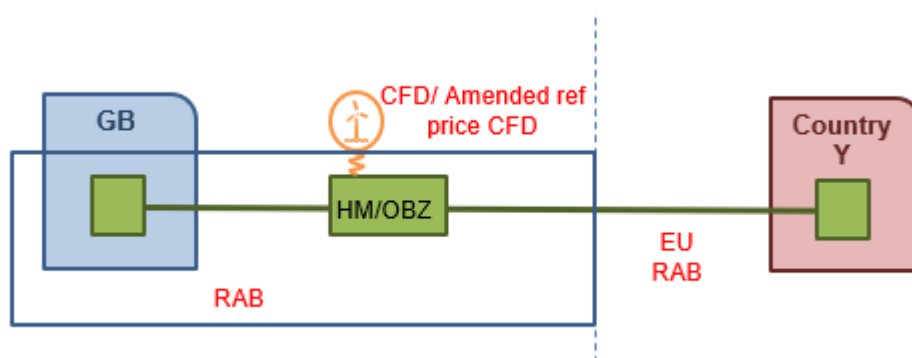 GB
CFD/ Amended ref
price CFD
Country
Y
HM/OBZ
EU
RAB
RAB